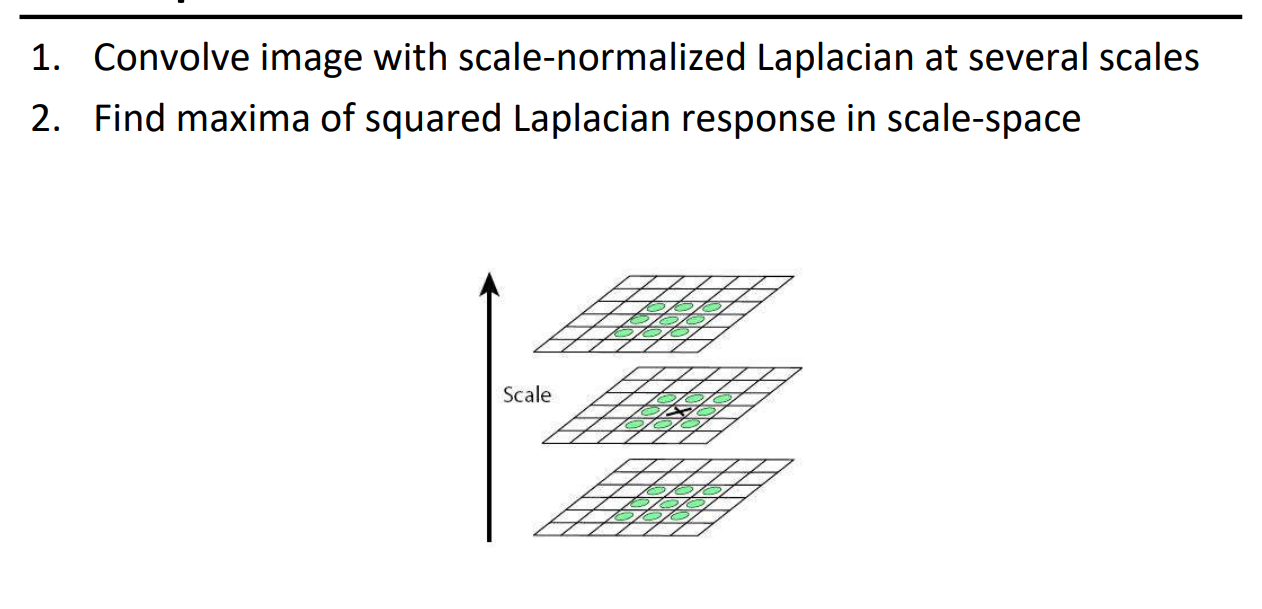 1. Convolve image with scale-normalized Laplacian at several scales
2. Find maxima of squared Laplacian response in scale-space
Scale